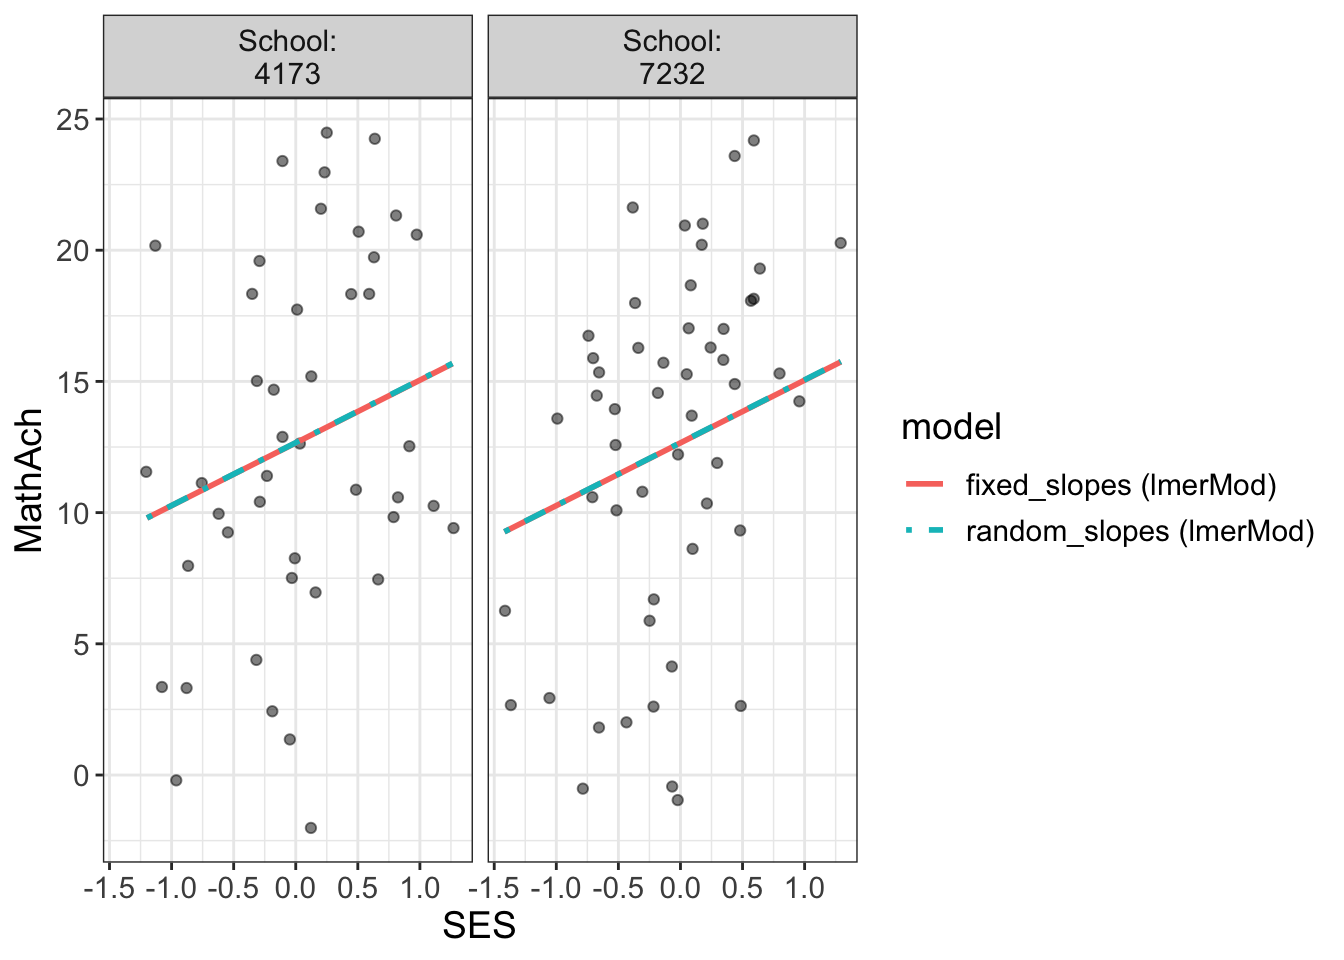 School:
4173
School:
7232
25
20
15
10
5
0
MathAch
-1.5 -1.0 -0.5 0.0 0.5 1.0
-1.5 -1.0 -0.5 0.0 0.5 1.0
SES
model
fixed_slopes (lmerMod)
random_slopes (lmerMod)